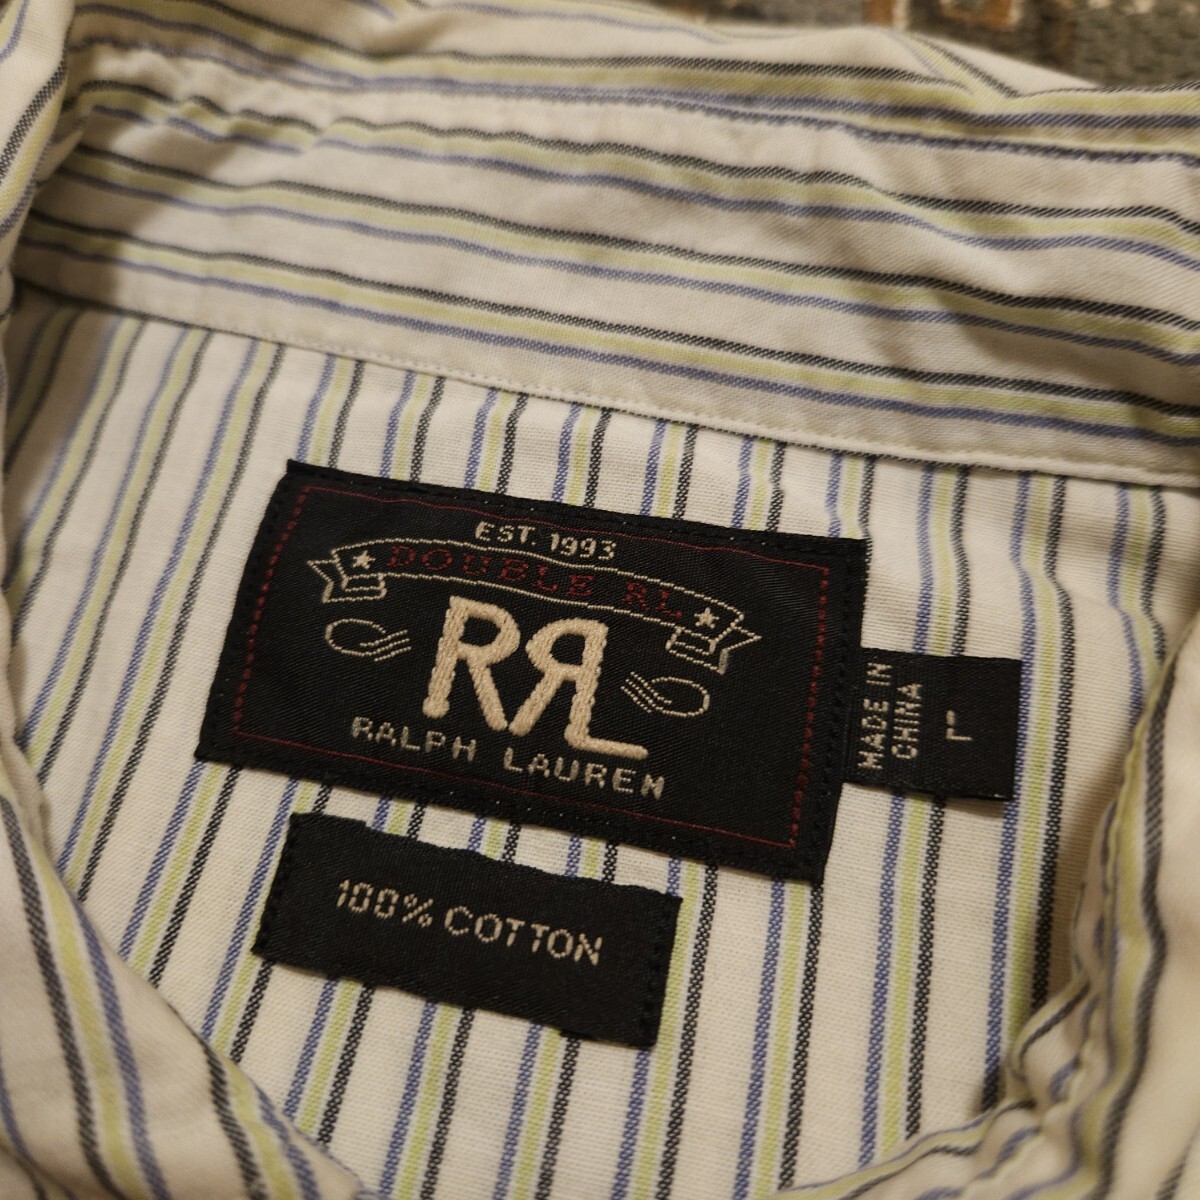 EST. 1993
DOUBLE RL
RRL
RALPH LAUREN
MADE IN
CHINA
L
100% COTTON